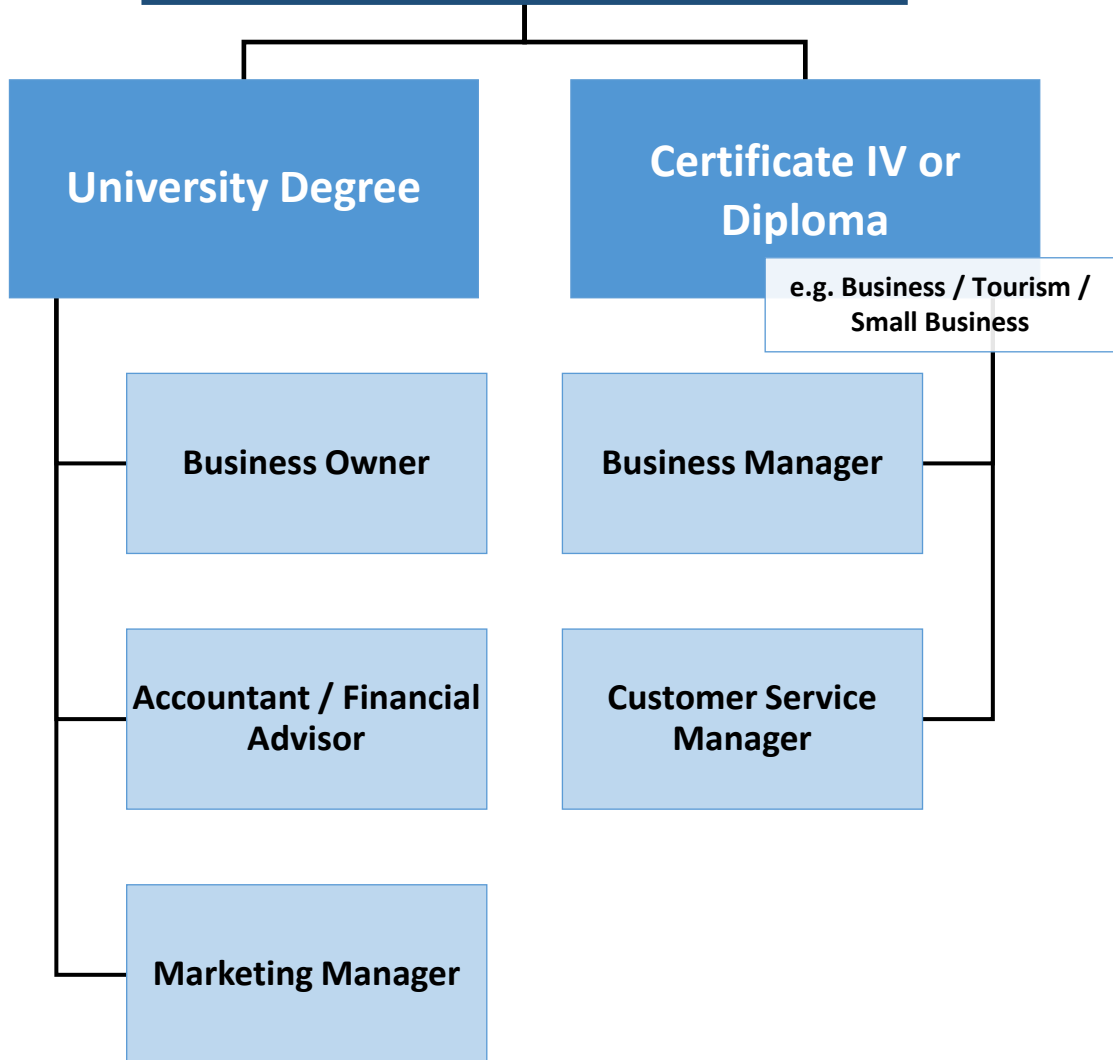 University Degree
Certificate IV or
Diploma
e.g. Business / Tourism /
Small Business
Business Owner
Business Manager
Accountant / Financial
Advisor
Customer Service
Manager
Marketing Manager